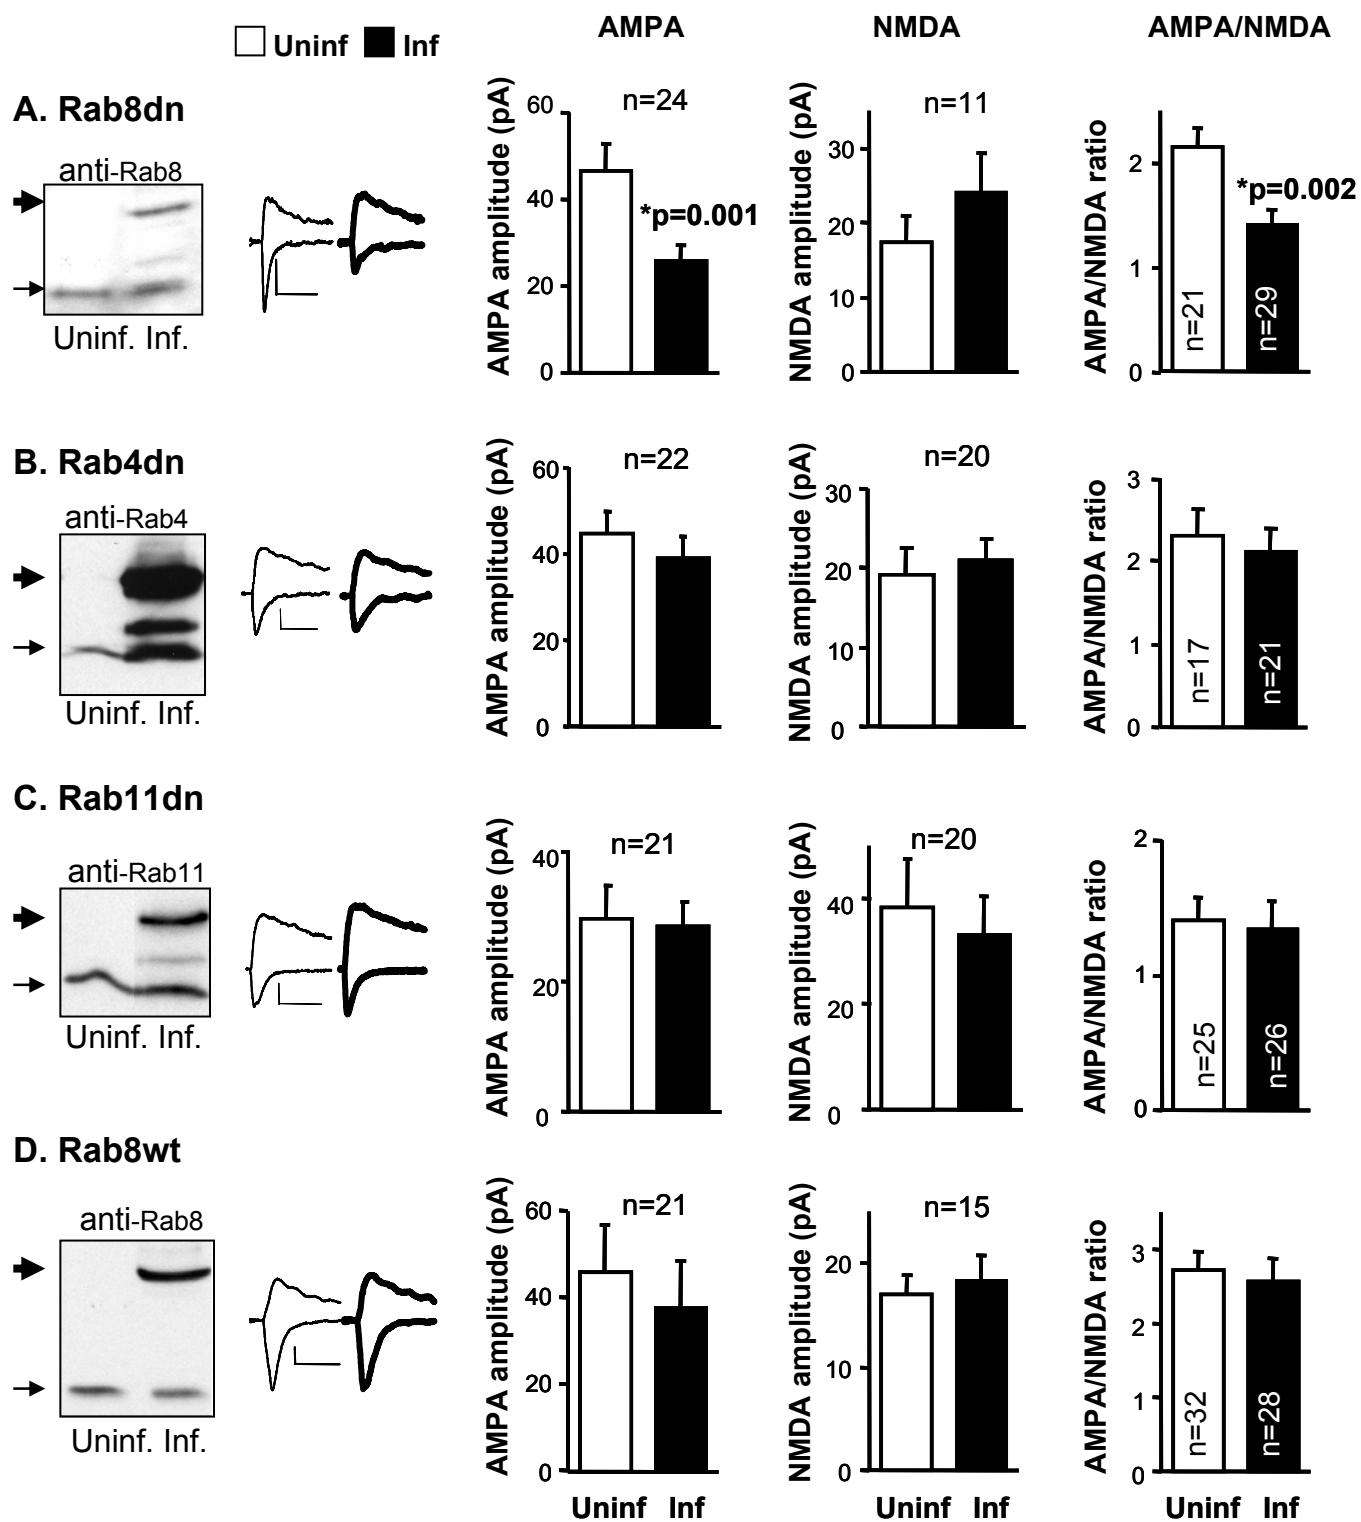 Uninf Inf
AMPA NMDA AMPA/NMDA
A. Rab8dn
anti-Rab8
Uninf. Inf.
AMPA amplitude (pA)
60
40
20
0
n=24
*p=0.001
NMDA amplitude (pA)
30
20
10
0
n=11
AMPA/NMDA ratio
2
1
0
*p=0.002
n=21
n=29
B. Rab4dn
anti-Rab4
Uninf. Inf.
AMPA amplitude (pA)
60
40
20
0
n=22
NMDA amplitude (pA)
30
20
10
0
n=20
AMPA/NMDA ratio
3
2
1
0
n=17
n=21
C. Rab11dn
anti-Rab11
Uninf. Inf.
AMPA amplitude (pA)
40
20
0
n=21
NMDA amplitude (pA)
40
20
0
n=20
AMPA/NMDA ratio
2
1
0
n=25
n=26
D. Rab8wt
anti-Rab8
Uninf. Inf.
AMPA amplitude (pA)
60
40
20
0
n=21
Uninf Inf
NMDA amplitude (pA)
20
10
0
n=15
Uninf Inf
AMPA/NMDA ratio
3
2
1
0
n=32
n=28
Uninf Inf